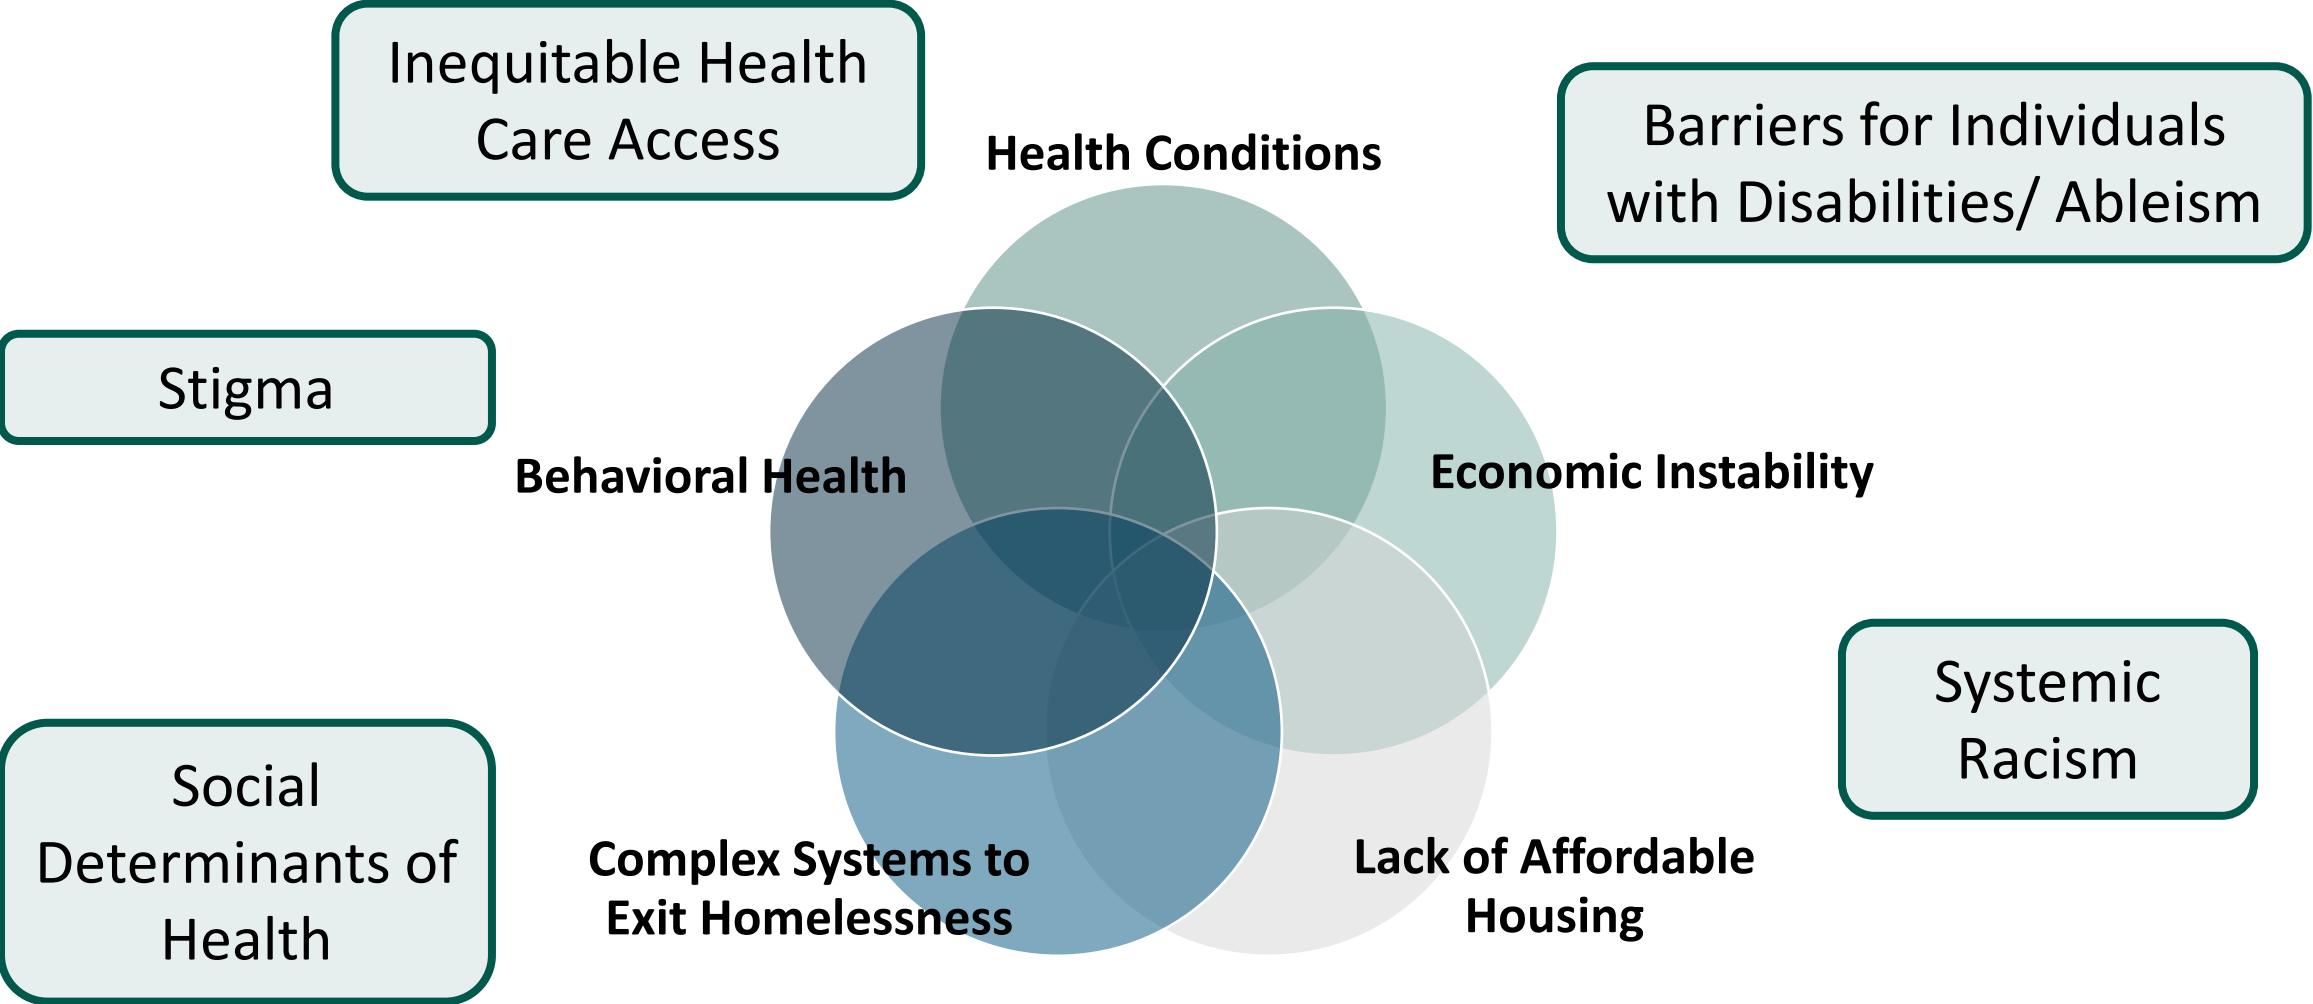 Inequitable Health
Care Access
Barriers for Individuals
with Disabilities/ Ableism
Health Conditions
Stigma
Behavioral Health
Economic Instability
Systemic
Racism
Social
Determinants of
Health
Complex Systems to
Exit Homelessness
Lack of Affordable
Housing